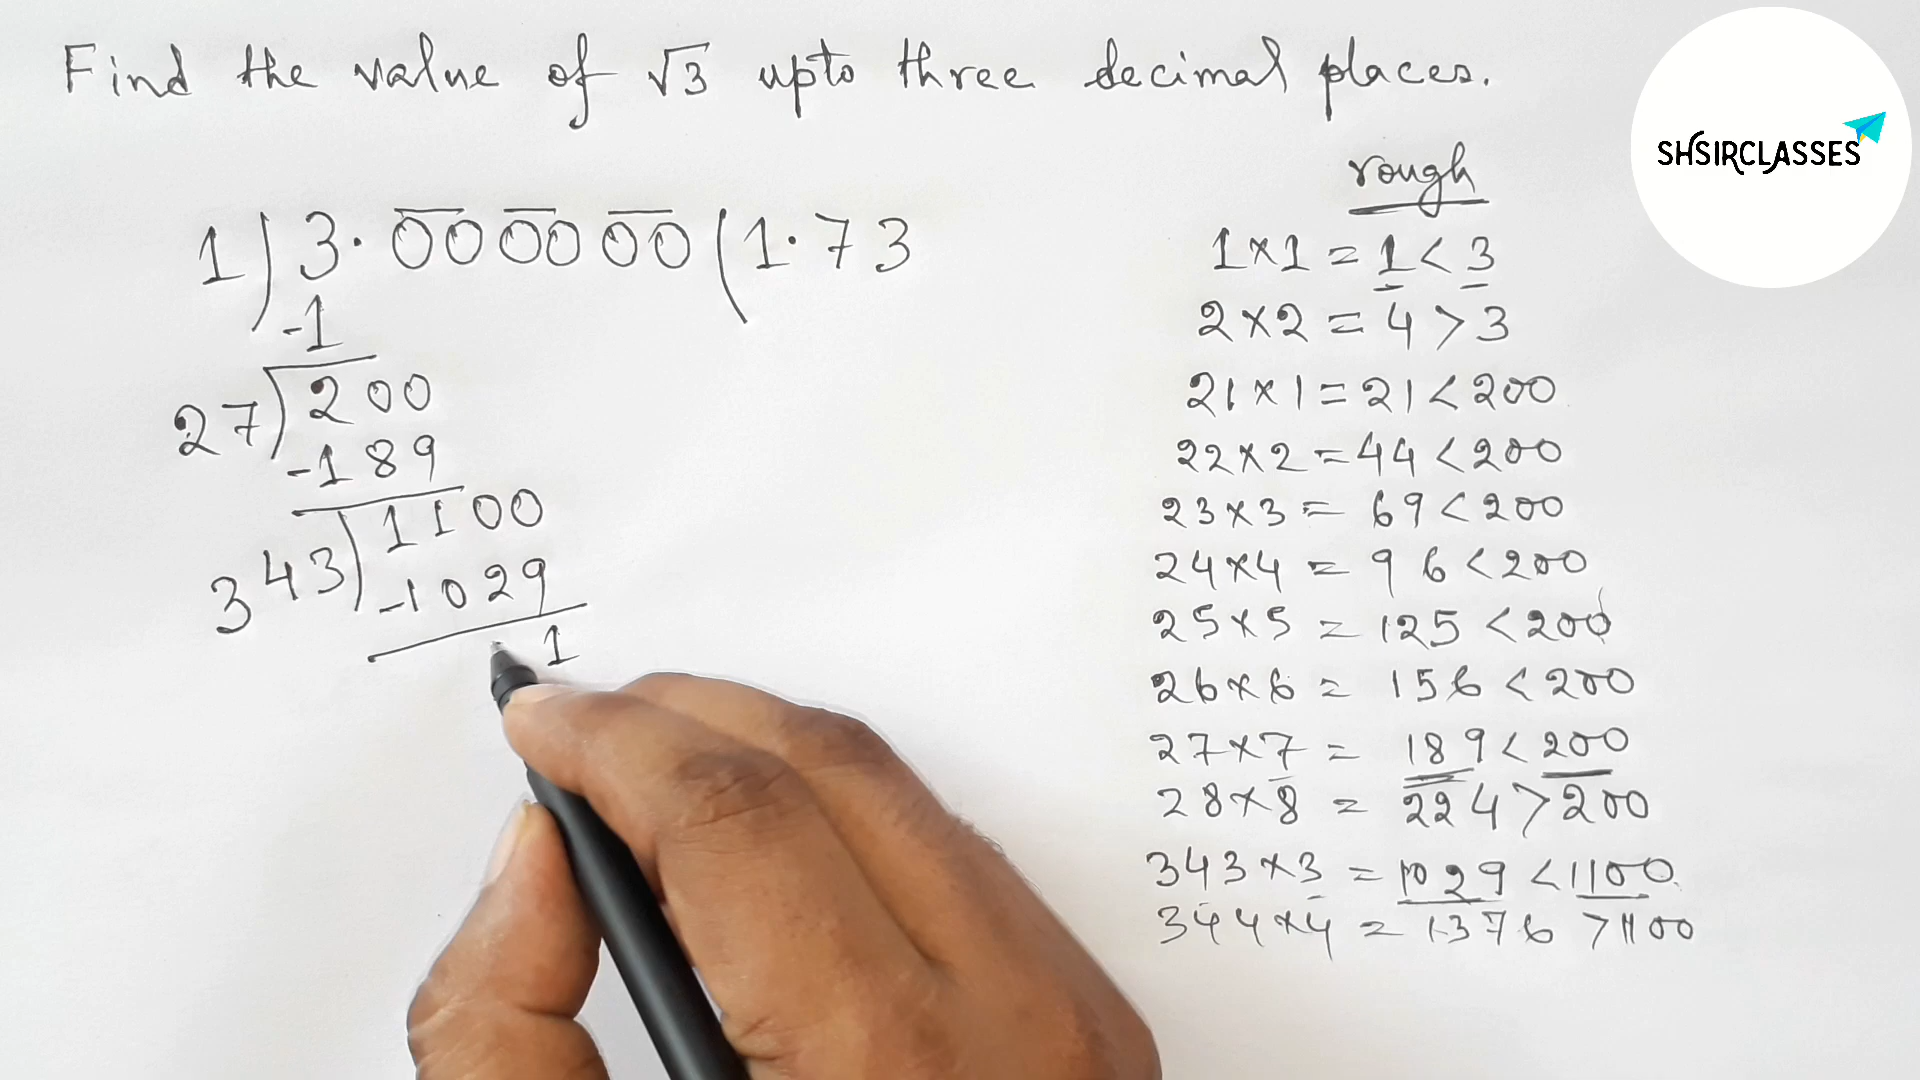 Find the value of √3 upto three decimal places.
SHSIRCLASSES
rough
1 ) 3.00 00 00 ( 1.73
-1
27 ) 200
-189
343 ) 1100
-1029
1
1×1 = 1 < 3
2×2 = 4 > 3
21×1 = 21 < 200
22×2 = 44 < 200
23×3 = 69 < 200
24×4 = 96 < 200
25×5 = 125 < 200
26×6 = 156 < 200
27×7 = 189 < 200
28×8 = 224 > 200
343×3 = 1029 < 1100
344×4 = 1376 > 1100